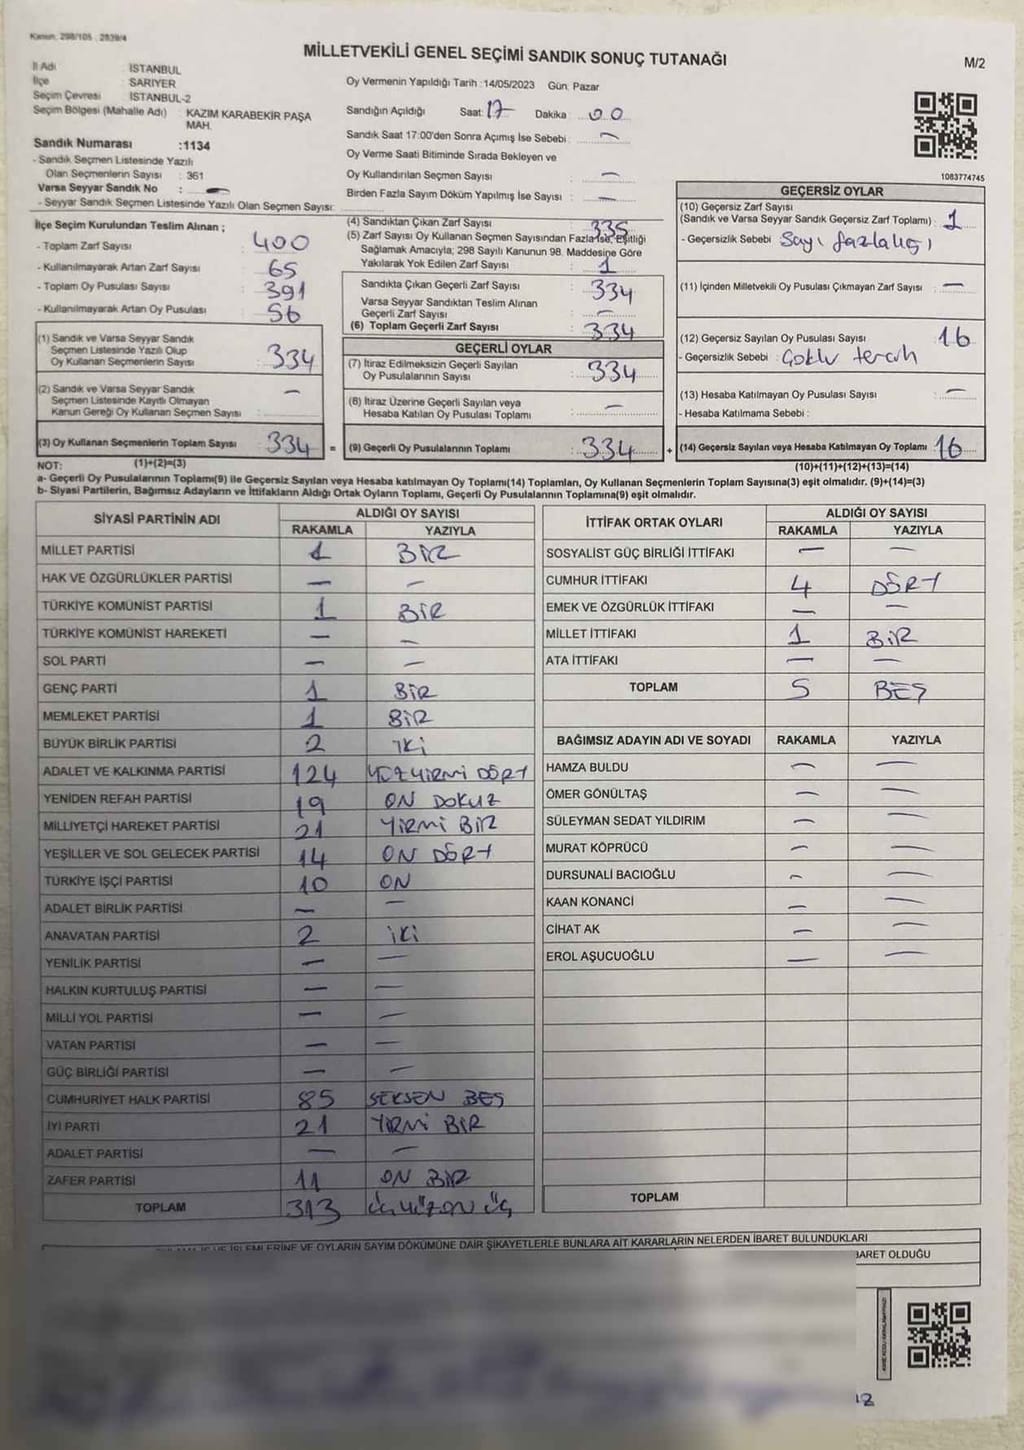 Kanun: 298/105 2839/4
MİLLETVEKİLİ GENEL SEÇİMİ SANDIK SONUÇ TUTANAĞI
M/2
İl Adı İSTANBUL
İlçe SARIYER
Seçim Çevresi İSTANBUL-2
Seçim Bölgesi (Mahalle Adı) KAZIM KARABEKİR PAŞA
MAH.
Sandık Numarası :1134
- Sandık Seçmen Listesinde Yazılı
Olan Seçmenlerin Sayısı : 361
Varsa Seyyar Sandık No : —
- Seyyar Sandık Seçmen Listesinde Yazılı Olan Seçmen Sayısı:
Oy Vermenin Yapıldığı Tarih :14/05/2023 Gün: Pazar
Sandığın Açıldığı Saat: 17 Dakika : 00
Sandık Saat 17:00'den Sonra Açımış İse Sebebi : —
Oy Verme Saati Bitiminde Sırada Bekleyen ve
Oy Kullandırılan Seçmen Sayısı : —
Birden Fazla Sayım Döküm Yapılmış İse Sayısı : —
1083774745
İlçe Seçim Kurulundan Teslim Alınan ;
- Toplam Zarf Sayısı : 400
- Kullanılmayarak Artan Zarf Sayısı : 65
- Toplam Oy Pusulası Sayısı : 391
- Kullanılmayarak Artan Oy Pusulası : 56
(1) Sandık ve Varsa Seyyar Sandık
Seçmen Listesinde Yazılı Olup
Oy Kullanan Seçmenlerin Sayısı : 334
(2) Sandık ve Varsa Seyyar Sandık
Seçmen Listesinde Kayıtlı Olmayan
Kanun Gereği Oy Kullanan Seçmen Sayısı : —
(3) Oy Kullanan Seçmenlerin Toplam Sayısı : 334 =
(1)+(2)=(3)
(4) Sandıktan Çıkan Zarf Sayısı : 335
(5) Zarf Sayısı Oy Kullanan Seçmen Sayısından Fazla ise, Eşitliği
Sağlamak Amacıyla; 298 Sayılı Kanunun 98. Maddesine Göre
Yakılarak Yok Edilen Zarf Sayısı : 1
Sandıkta Çıkan Geçerli Zarf Sayısı : 334
Varsa Seyyar Sandıktan Teslim Alınan
Geçerli Zarf Sayısı : —
(6) Toplam Geçerli Zarf Sayısı : 334
GEÇERLİ OYLAR
(7) İtiraz Edilmeksizin Geçerli Sayılan
Oy Pusulalarının Sayısı : 334
(8) İtiraz Üzerine Geçerli Sayılan veya
Hesaba Katılan Oy Pusulası Toplamı : —
(9) Geçerli Oy Pusulalarının Toplamı : 334 +
GEÇERSİZ OYLAR
(10) Geçersiz Zarf Sayısı
(Sandık ve Varsa Seyyar Sandık Geçersiz Zarf Toplamı) : 1
- Geçersizlik Sebebi : Sayı fazlalığı
(11) İçinden Milletvekili Oy Pusulası Çıkmayan Zarf Sayısı : —
(12) Geçersiz Sayılan Oy Pusulası Sayısı : 16
- Geçersizlik Sebebi : Çoklu tercih
(13) Hesaba Katılmayan Oy Pusulası Sayısı : —
- Hesaba Katılmama Sebebi :
(14) Geçersiz Sayılan veya Hesaba Katılmayan Oy Toplamı : 16
(10)+(11)+(12)+(13)=(14)
NOT:
a- Geçerli Oy Pusulalarının Toplamı(9) ile Geçersiz Sayılan veya Hesaba katılmayan Oy Toplamı(14) Toplamları, Oy Kullanan Seçmenlerin Toplam Sayısına(3) eşit olmalıdır. (9)+(14)=(3)
b- Siyasi Partilerin, Bağımsız Adayların ve İttifakların Aldığı Ortak Oyların Toplamı, Geçerli Oy Pusulalarının Toplamına(9) eşit olmalıdır.
SİYASİ PARTİNİN ADI ALDIĞI OY SAYISI
RAKAMLA YAZIYLA
MİLLET PARTİSİ 1 BİR
HAK VE ÖZGÜRLÜKLER PARTİSİ — —
TÜRKİYE KOMÜNİST PARTİSİ 1 BİR
TÜRKİYE KOMÜNİST HAREKETİ — —
SOL PARTİ — —
GENÇ PARTİ 1 BİR
MEMLEKET PARTİSİ 1 BİR
BÜYÜK BİRLİK PARTİSİ 2 İKİ
ADALET VE KALKINMA PARTİSİ 124 YÜZYİRMİ DÖRT
YENİDEN REFAH PARTİSİ 19 ON DOKUZ
MİLLİYETÇİ HAREKET PARTİSİ 21 YİRMİ BİR
YEŞİLLER VE SOL GELECEK PARTİSİ 14 ON DÖRT
TÜRKİYE İŞÇİ PARTİSİ 10 ON
ADALET BİRLİK PARTİSİ — —
ANAVATAN PARTİSİ 2 İKİ
YENİLİK PARTİSİ — —
HALKIN KURTULUŞ PARTİSİ — —
MİLLİ YOL PARTİSİ — —
VATAN PARTİSİ — —
GÜÇ BİRLİĞİ PARTİSİ — —
CUMHURİYET HALK PARTİSİ 85 SEKSEN BEŞ
İYİ PARTİ 21 YİRMİ BİR
ADALET PARTİSİ — —
ZAFER PARTİSİ 11 ON BİR
TOPLAM 313 ÜÇYÜZON ÜÇ
İTTİFAK ORTAK OYLARI ALDIĞI OY SAYISI
RAKAMLA YAZIYLA
SOSYALİST GÜÇ BİRLİĞİ İTTİFAKI — —
CUMHUR İTTİFAKI 4 DÖRT
EMEK VE ÖZGÜRLÜK İTTİFAKI — —
MİLLET İTTİFAKI 1 BİR
ATA İTTİFAKI — —
TOPLAM 5 BEŞ
BAĞIMSIZ ADAYIN ADI VE SOYADI RAKAMLA YAZIYLA
HAMZA BULDU — —
ÖMER GÖNÜLTAŞ — —
SÜLEYMAN SEDAT YILDIRIM — —
MURAT KÖPRÜCÜ — —
DURSUNALİ BACIOĞLU — —
KAAN KONANCİ — —
CİHAT AK — —
EROL AŞUCUOĞLU — —
TOPLAM
İŞLEMLERİNE VE OYLARIN SAYIM DÖKÜMÜNE DAİR ŞİKAYETLERLE BUNLARA AİT KARARLARIN NELERDEN İBARET BULUNDUKLARI
İBARET OLDUĞU
12